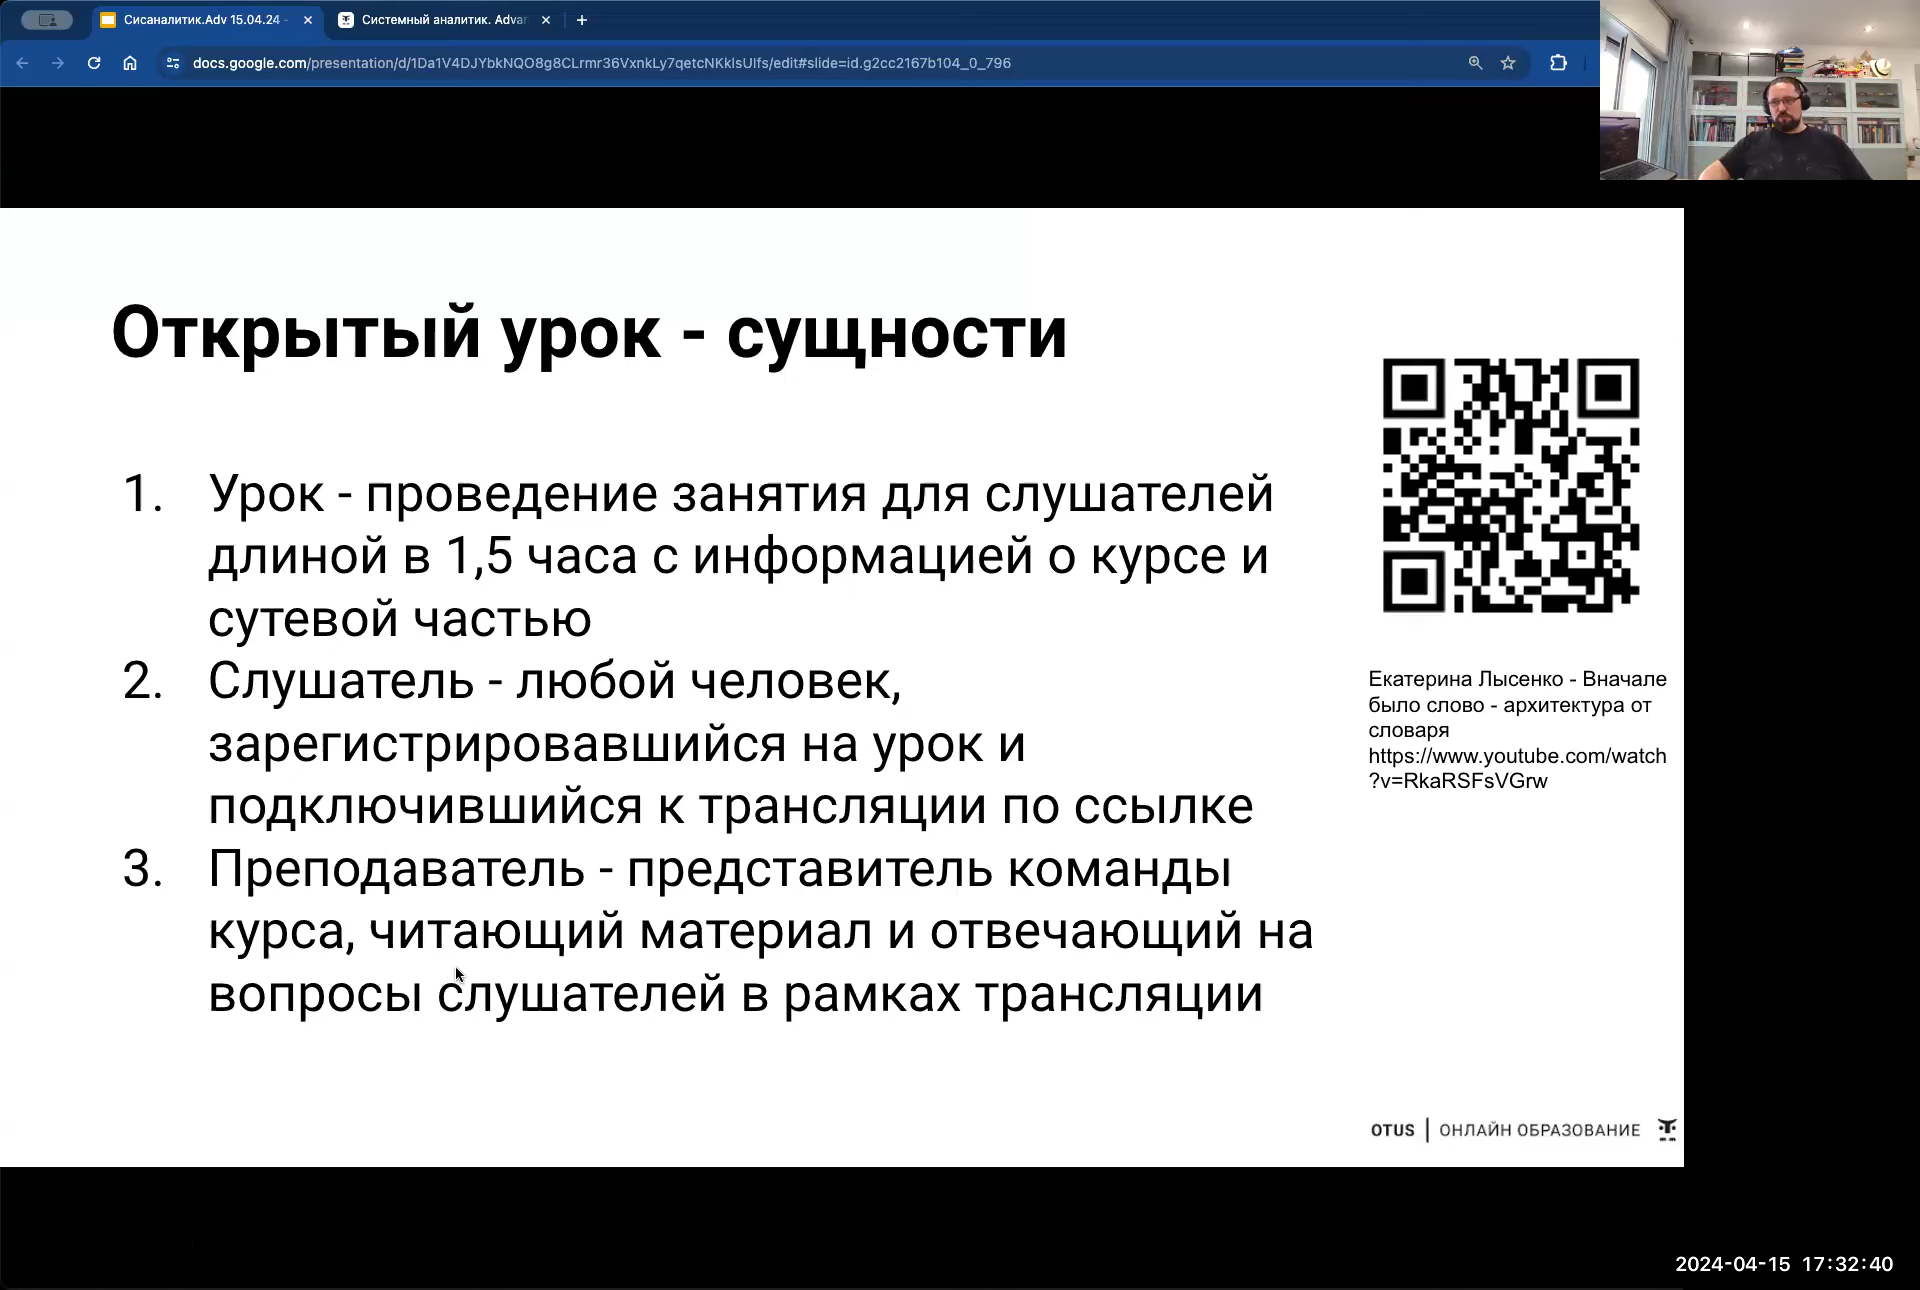 Сисаналитик.Adv 15.04.24 -
Системный аналитик. Adva
docs.google.com/presentation/d/1Da1V4DJYbkNQO8g8CLrmr36VxnkLy7qetcNKklsUlfs/edit#slide=id.g2cc2167b104_0_796
Открытый урок - сущности
1. Урок - проведение занятия для слушателей
длиной в 1,5 часа с информацией о курсе и
сутевой частью
2. Слушатель - любой человек,
зарегистрировавшийся на урок и
подключившийся к трансляции по ссылке
3. Преподаватель - представитель команды
курса, читающий материал и отвечающий на
вопросы слушателей в рамках трансляции
Екатерина Лысенко - Вначале
было слово - архитектура от
словаря
https://www.youtube.com/watch
?v=RkaRSFsVGrw
OTUS | ОНЛАЙН ОБРАЗОВАНИЕ
2024-04-15 17:32:40